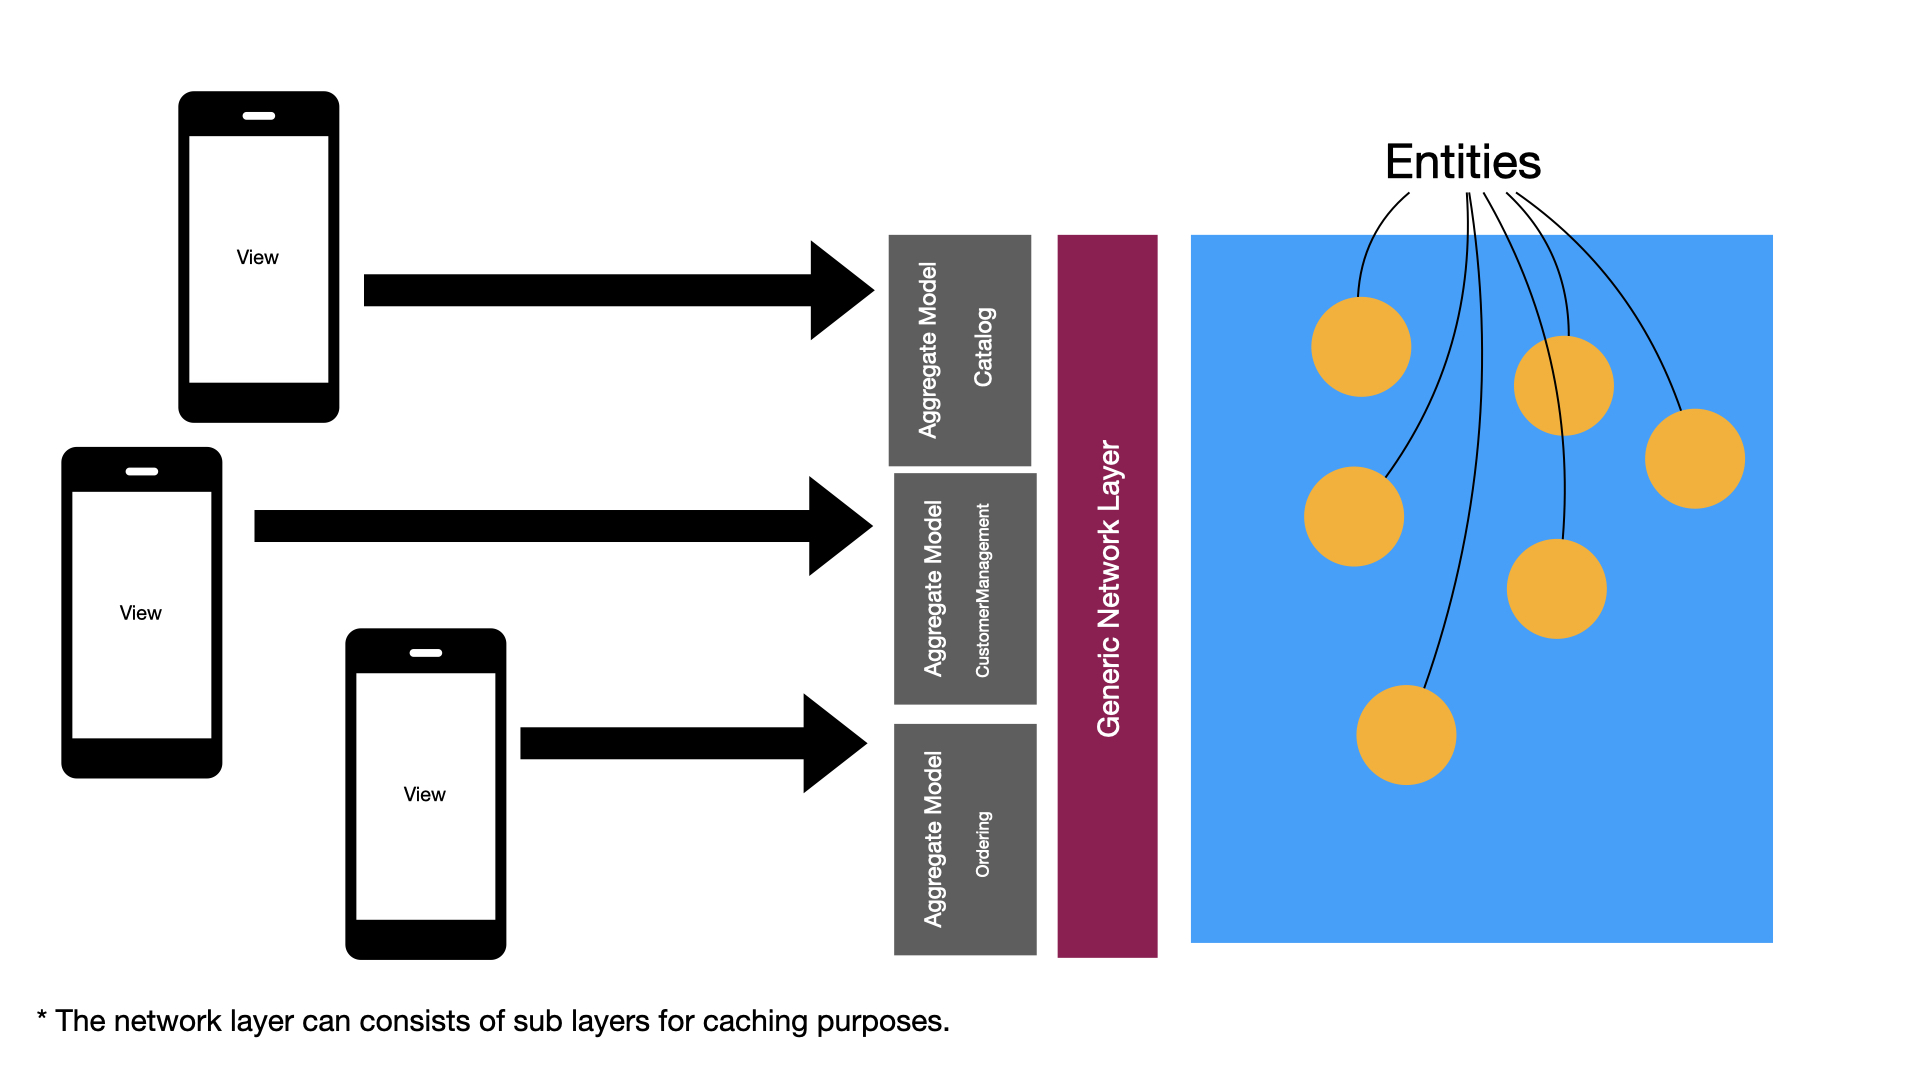 Entities
View
Aggregate Model
Catalog
View
Aggregate Model
CustomerManagement
Generic Network Layer
View
Aggregate Model
Ordering
* The network layer can consists of sub layers for caching purposes.